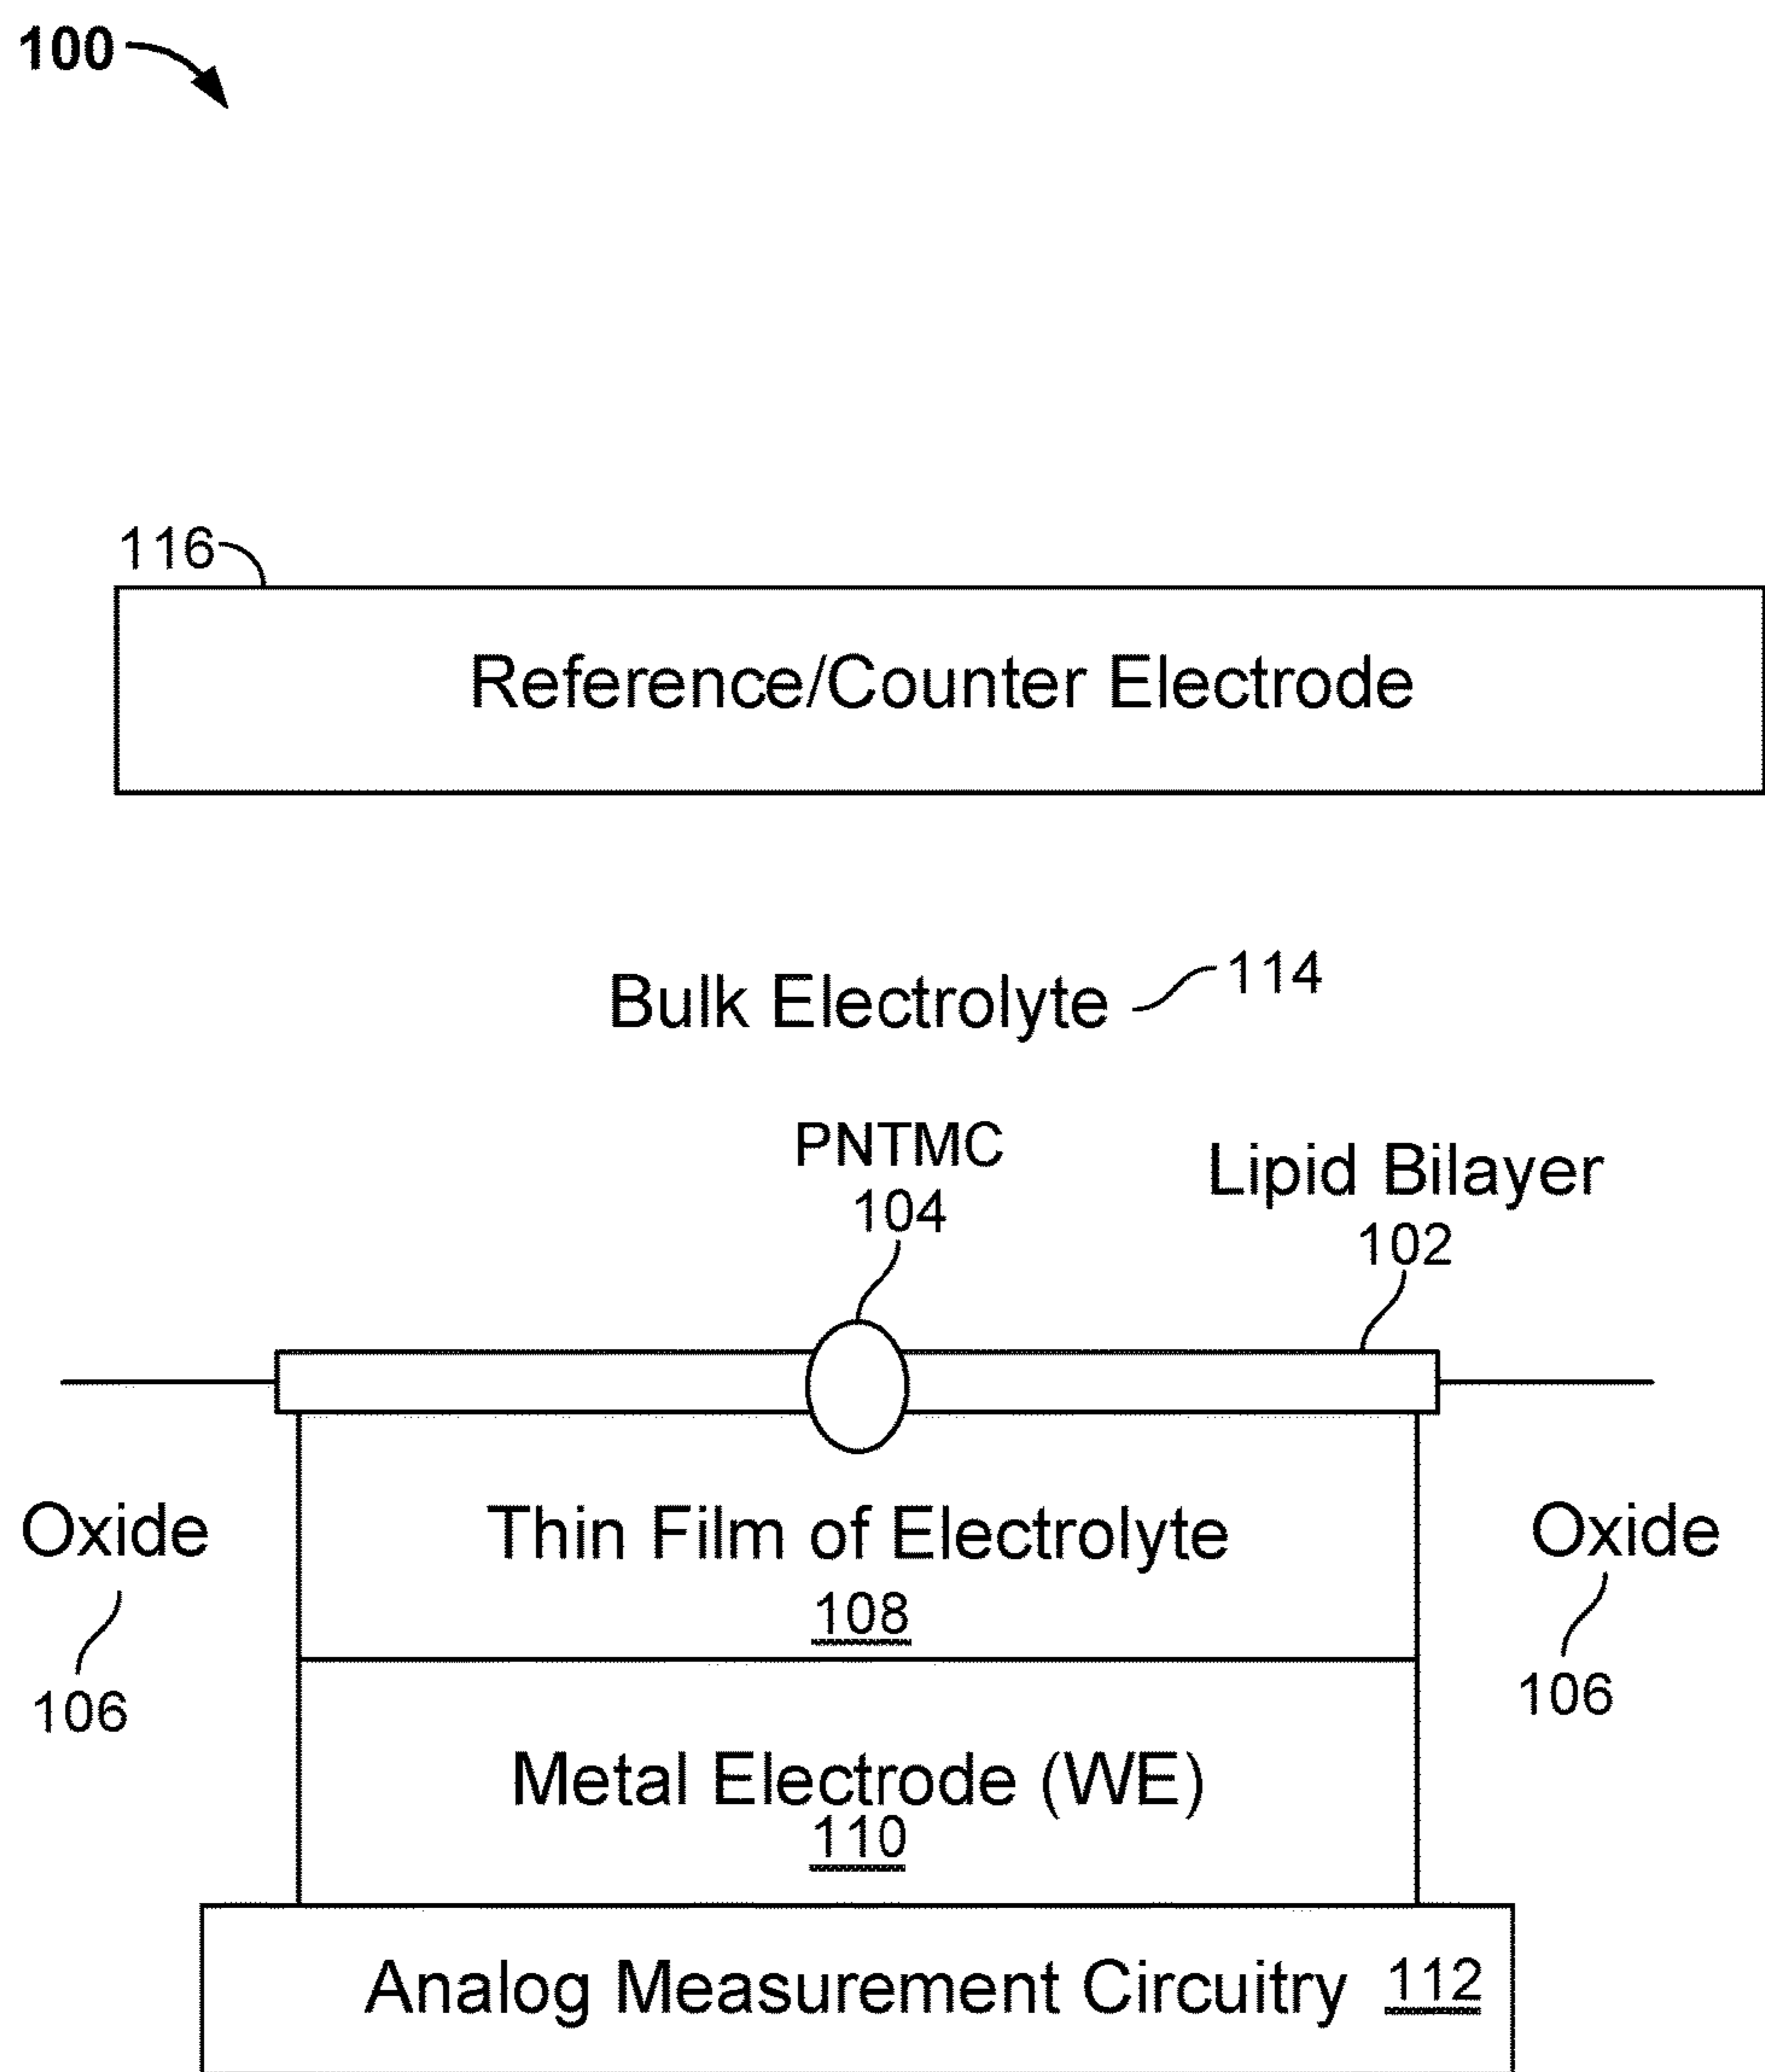 100
116
Reference/Counter Electrode
Bulk Electrolyte 114
PNTMC
104
Lipid Bilayer
102
Oxide
106
Thin Film of Electrolyte
108
Oxide
106
Metal Electrode (WE)
110
Analog Measurement Circuitry 112